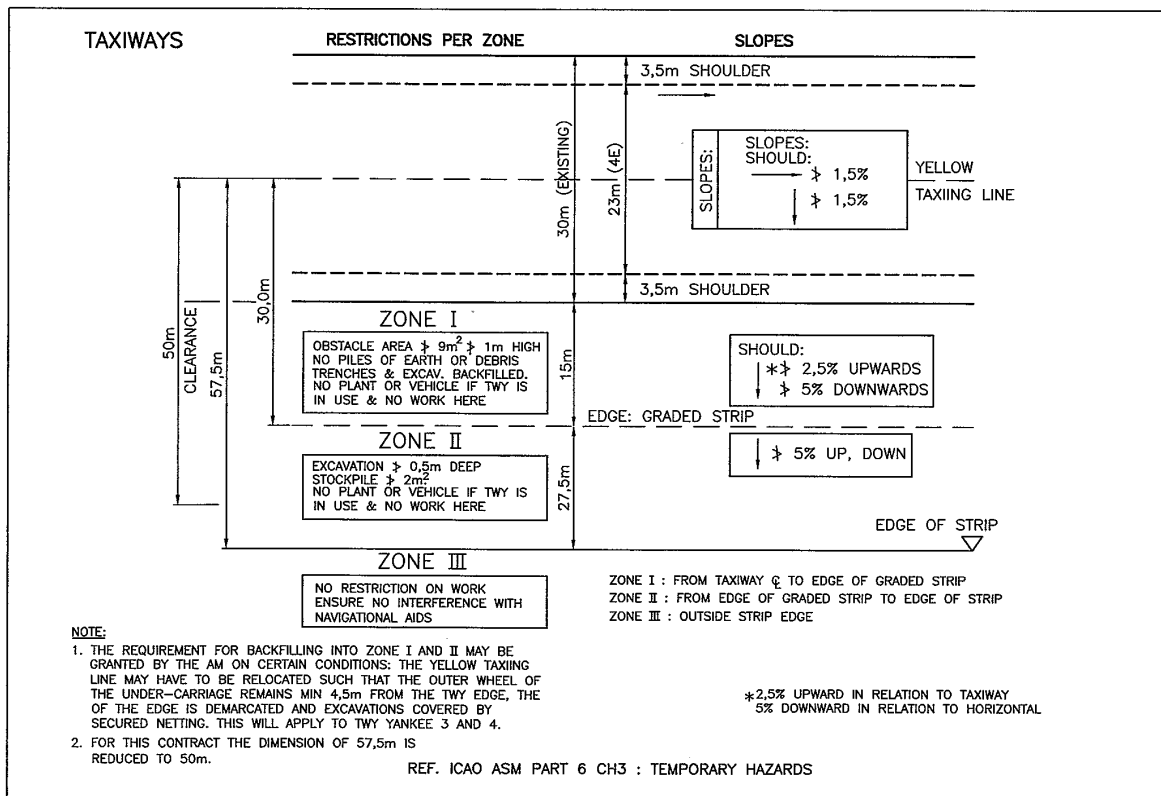 TAXIWAYS
RESTRICTIONS PER ZONE
SLOPES
3,5m SHOULDER
30m (EXISTING)
23m (4E)
SLOPES:
SLOPES:
SHOULD:
≯ 1,5%
≯ 1,5%
YELLOW
TAXIING LINE
3,5m SHOULDER
50m
CLEARANCE
57,5m
30,0m
ZONE I
OBSTACLE AREA ≯ 9m² ≯ 1m HIGH
NO PILES OF EARTH OR DEBRIS
TRENCHES & EXCAV. BACKFILLED.
NO PLANT OR VEHICLE IF TWY IS
IN USE & NO WORK HERE
15m
SHOULD:
*≯ 2,5% UPWARDS
≯ 5% DOWNWARDS
EDGE: GRADED STRIP
ZONE II
EXCAVATION ≯ 0,5m DEEP
STOCKPILE ≯ 2m²
NO PLANT OR VEHICLE IF TWY IS
IN USE & NO WORK HERE
27,5m
≯ 5% UP, DOWN
EDGE OF STRIP
ZONE III
NO RESTRICTION ON WORK
ENSURE NO INTERFERENCE WITH
NAVIGATIONAL AIDS
ZONE I : FROM TAXIWAY ℄ TO EDGE OF GRADED STRIP
ZONE II : FROM EDGE OF GRADED STRIP TO EDGE OF STRIP
ZONE III : OUTSIDE STRIP EDGE
NOTE:
1. THE REQUIREMENT FOR BACKFILLING INTO ZONE I AND II MAY BE
GRANTED BY THE AM ON CERTAIN CONDITIONS: THE YELLOW TAXIING
LINE MAY HAVE TO BE RELOCATED SUCH THAT THE OUTER WHEEL OF
THE UNDER-CARRIAGE REMAINS MIN 4,5m FROM THE TWY EDGE, THE
OF THE EDGE IS DEMARCATED AND EXCAVATIONS COVERED BY
SECURED NETTING. THIS WILL APPLY TO TWY YANKEE 3 AND 4.
2. FOR THIS CONTRACT THE DIMENSION OF 57,5m IS
REDUCED TO 50m.
*2,5% UPWARD IN RELATION TO TAXIWAY
5% DOWNWARD IN RELATION TO HORIZONTAL
REF. ICAO ASM PART 6 CH3 : TEMPORARY HAZARDS